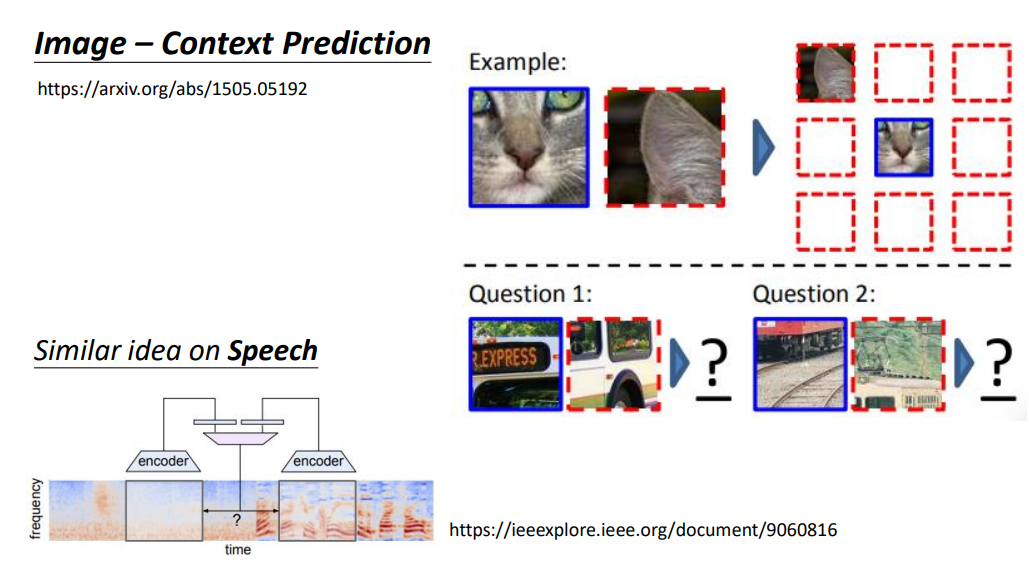 Image – Context Prediction
https://arxiv.org/abs/1505.05192
Example:
Question 1:
Question 2:
R.EXPRESS
?
?
Similar idea on Speech
encoder
encoder
frequency
?
time
https://ieeexplore.ieee.org/document/9060816